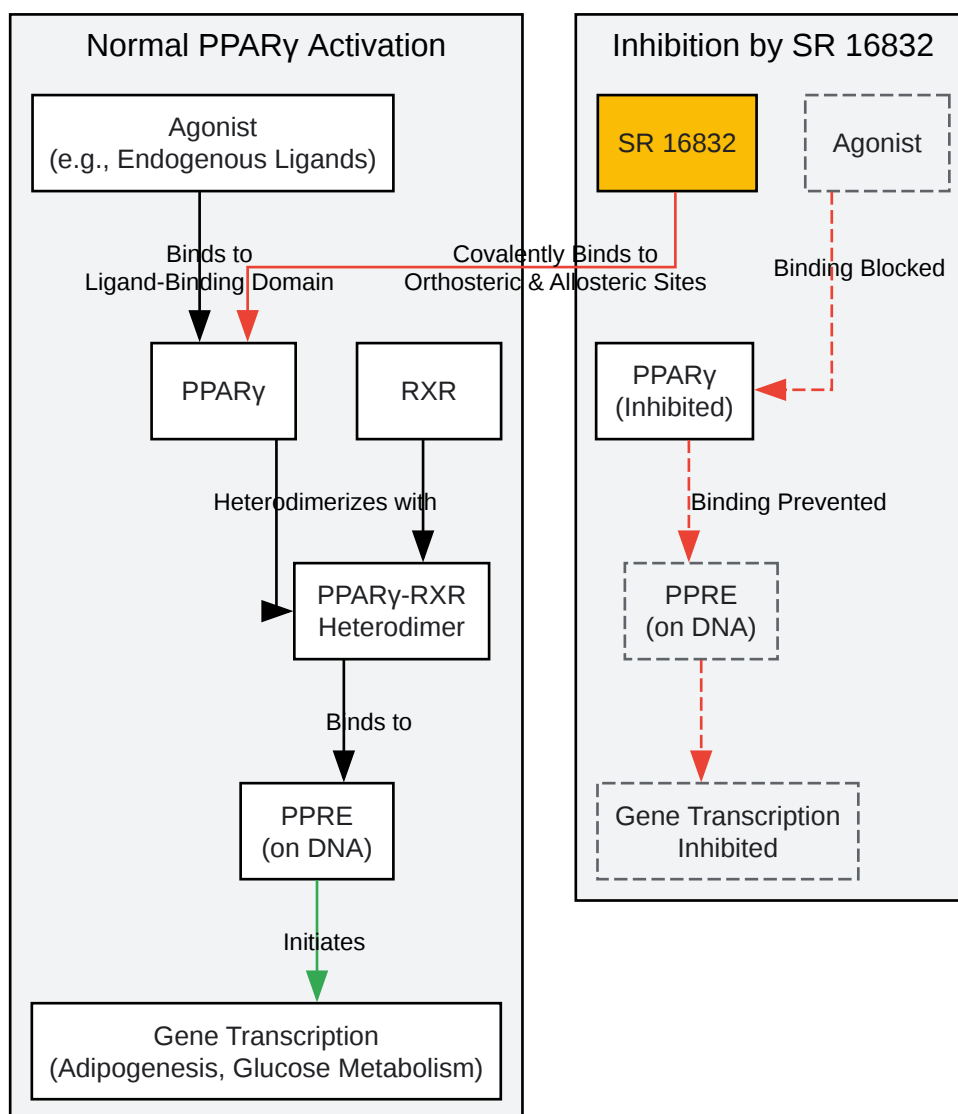 Normal PPARγ Activation
Agonist
(e.g., Endogenous Ligands)
Binds to
Ligand-Binding Domain
PPARγ
RXR
Heterodimerizes with
PPARγ-RXR
Heterodimer
Binds to
PPRE
(on DNA)
Initiates
Gene Transcription
(Adipogenesis, Glucose Metabolism)
Inhibition by SR 16832
SR 16832
Agonist
Covalently Binds to
Orthosteric & Allosteric Sites
Binding Blocked
PPARγ
(Inhibited)
Binding Prevented
PPRE
(on DNA)
Gene Transcription
Inhibited